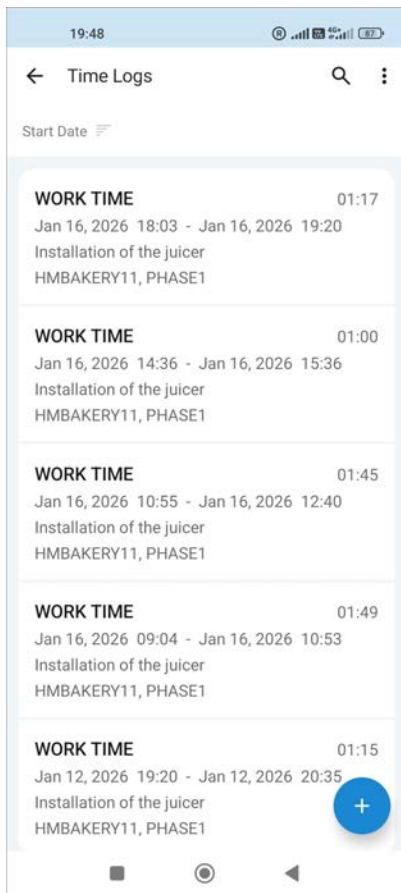 19:48
4G+
87
Time Logs
Start Date
WORK TIME 01:17
Jan 16, 2026 18:03 - Jan 16, 2026 19:20
Installation of the juicer
HMBAKERY11, PHASE1
WORK TIME 01:00
Jan 16, 2026 14:36 - Jan 16, 2026 15:36
Installation of the juicer
HMBAKERY11, PHASE1
WORK TIME 01:45
Jan 16, 2026 10:55 - Jan 16, 2026 12:40
Installation of the juicer
HMBAKERY11, PHASE1
WORK TIME 01:49
Jan 16, 2026 09:04 - Jan 16, 2026 10:53
Installation of the juicer
HMBAKERY11, PHASE1
WORK TIME 01:15
Jan 12, 2026 19:20 - Jan 12, 2026 20:35
Installation of the juicer
HMBAKERY11, PHASE1